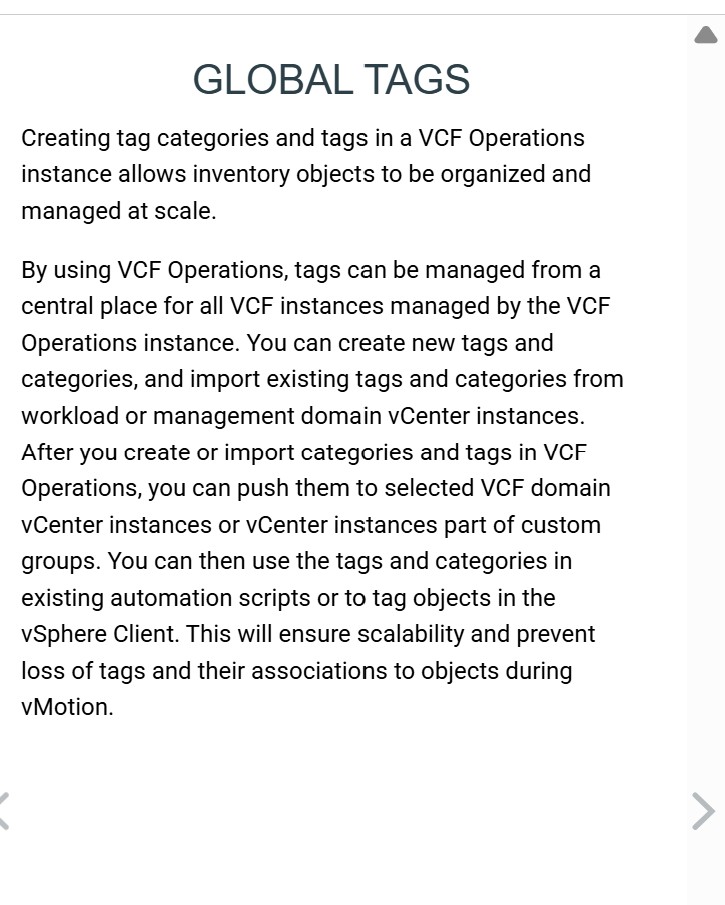 GLOBAL TAGS
Creating tag categories and tags in a VCF Operations
instance allows inventory objects to be organized and
managed at scale.
By using VCF Operations, tags can be managed from a
central place for all VCF instances managed by the VCF
Operations instance. You can create new tags and
categories, and import existing tags and categories from
workload or management domain vCenter instances.
After you create or import categories and tags in VCF
Operations, you can push them to selected VCF domain
vCenter instances or vCenter instances part of custom
groups. You can then use the tags and categories in
existing automation scripts or to tag objects in the
vSphere Client. This will ensure scalability and prevent
loss of tags and their associations to objects during
vMotion.